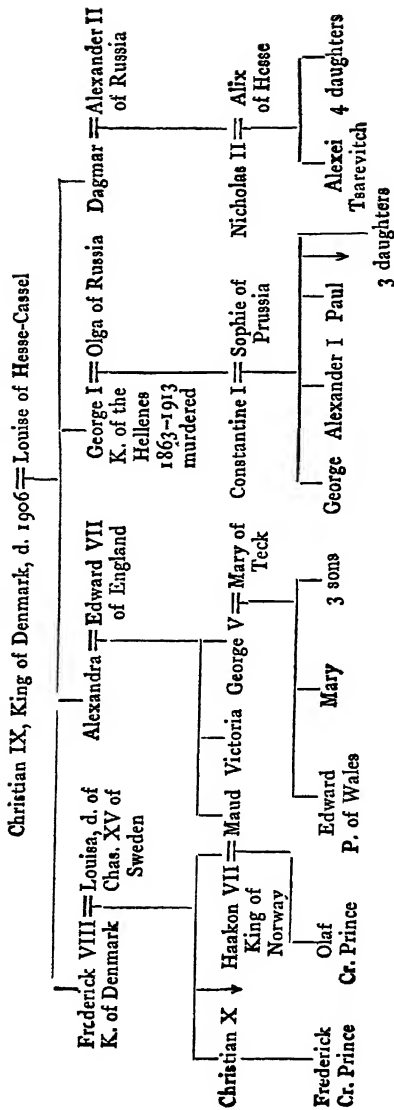 Christian IX, King of Denmark, d. 1906 = Louise of Hesse-Cassel
Frederick VIII = Louisa, d. of
K. of Denmark Chas. XV of
Sweden
Alexandra = Edward VII
of England
George I = Olga of Russia
K. of the
Hellenes
1863-1913
murdered
Dagmar = Alexander II
of Russia
Christian X
Haakon VII = Maud
King of
Norway
Victoria
George V = Mary of
Teck
Constantine I = Sophie of
Prussia
Nicholas II = Alix
of Hesse
Frederick
Cr. Prince
Olaf
Cr. Prince
Edward
P. of Wales
Mary
3 sons
George
Alexander I
Paul
3 daughters
Alexei
Tsarevitch
4 daughters